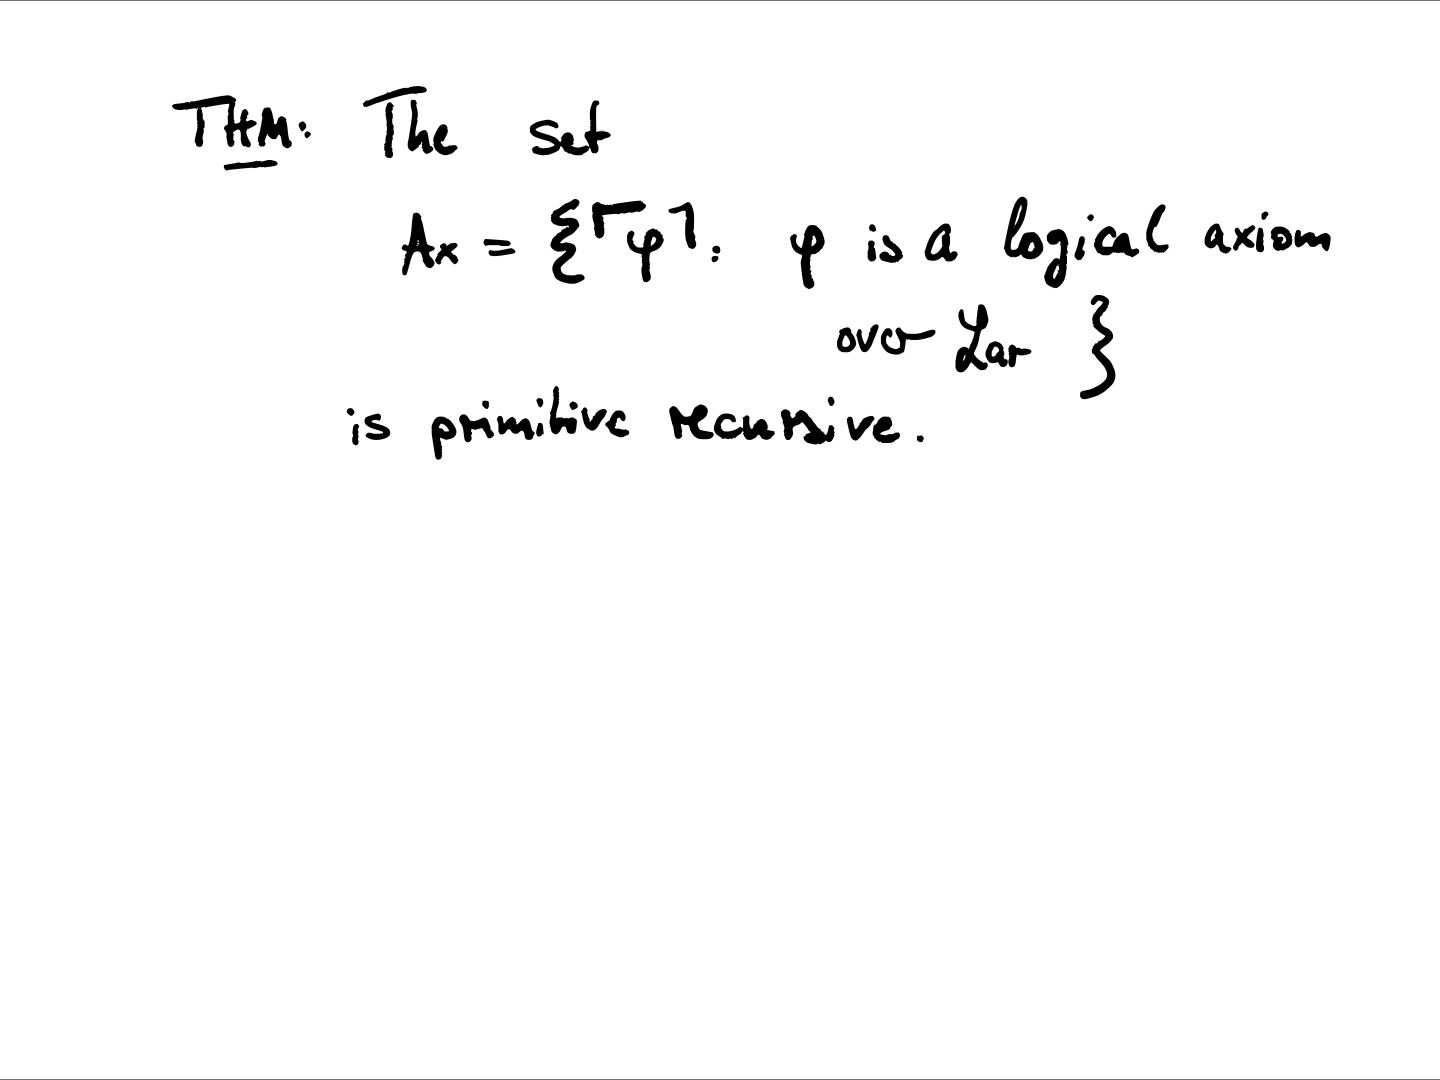 THM: The set
Ax = {⌜φ⌝: φ is a logical axiom
over ℒar }
is primitive recursive.